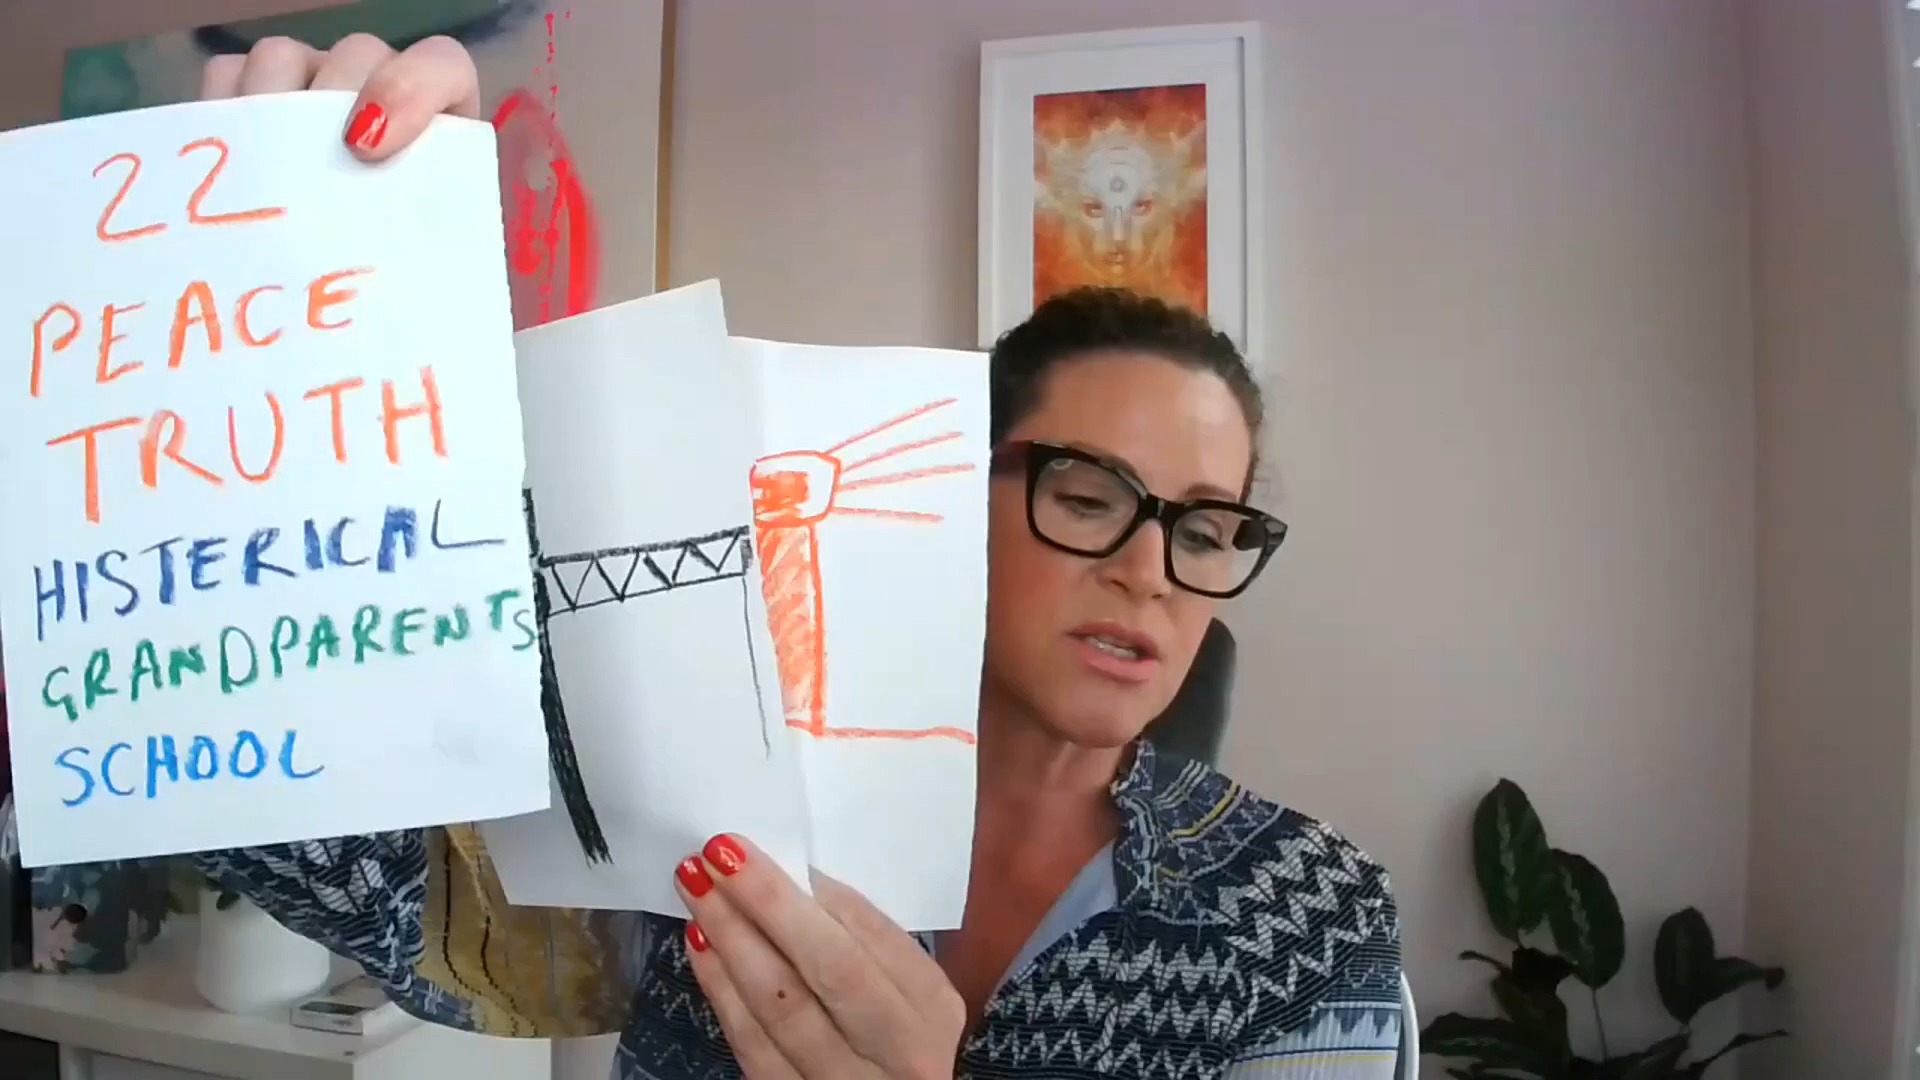 22
PEACE
TRUTH
HISTERICAL
GRANDPARENTS
SCHOOL